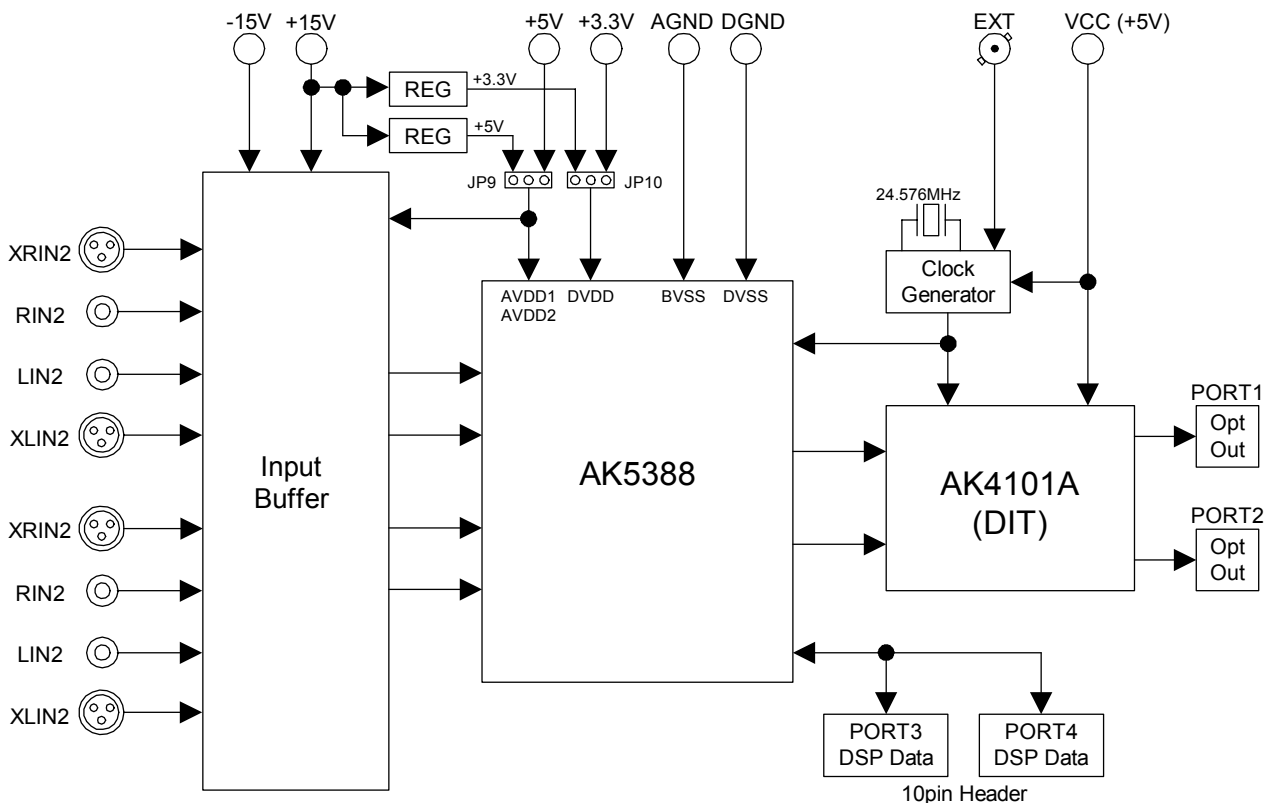 -15V
+15V
+5V
+3.3V
AGND
DGND
EXT
VCC (+5V)
REG
+3.3V
REG
+5V
JP9
JP10
24.576MHz
Clock
Generator
XRIN2
RIN2
LIN2
XLIN2
XRIN2
RIN2
LIN2
XLIN2
Input
Buffer
AVDD1
AVDD2
DVDD
BVSS
DVSS
AK5388
AK4101A
(DIT)
PORT1
Opt
Out
PORT2
Opt
Out
PORT3
DSP Data
PORT4
DSP Data
10pin Header